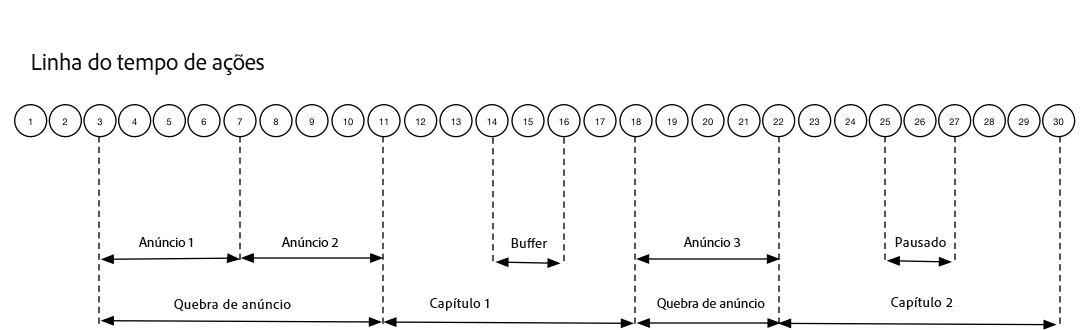 Linha do tempo de ações
1 2 3 4 5 6 7 8 9 10 11 12 13 14 15 16 17 18 19 20 21 22 23 24 25 26 27 28 29 30
Anúncio 1 Anúncio 2 Buffer Anúncio 3 Pausado
Quebra de anúncio Capítulo 1 Quebra de anúncio Capítulo 2